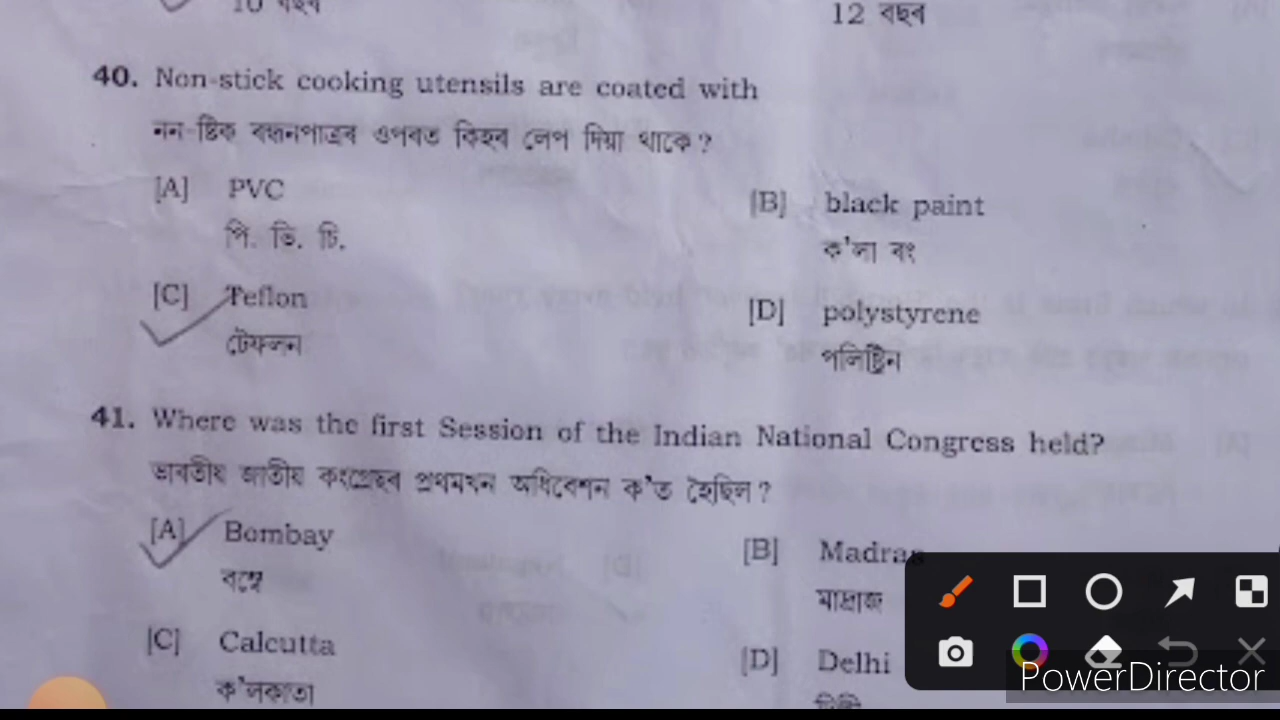 10 বছৰ
12 বছৰ
40. Non-stick cooking utensils are coated with
নন-ষ্টিক ৰন্ধনপাত্ৰৰ ওপৰত কিহৰ লেপ দিয়া থাকে?
[A] PVC
[B] black paint
পি. ভি. চি.
ক'লা ৰং
[C] Teflon
[D] polystyrene
টেফলন
পলিষ্ট্ৰিন
41. Where was the first Session of the Indian National Congress held?
ভাৰতীয় জাতীয় কংগ্ৰেছৰ প্ৰথমখন অধিবেশন ক'ত হৈছিল?
[A] Bombay
[B] Madras
বম্বে
মাদ্ৰাজ
[C] Calcutta
[D] Delhi
ক'লকাতা
PowerDirector